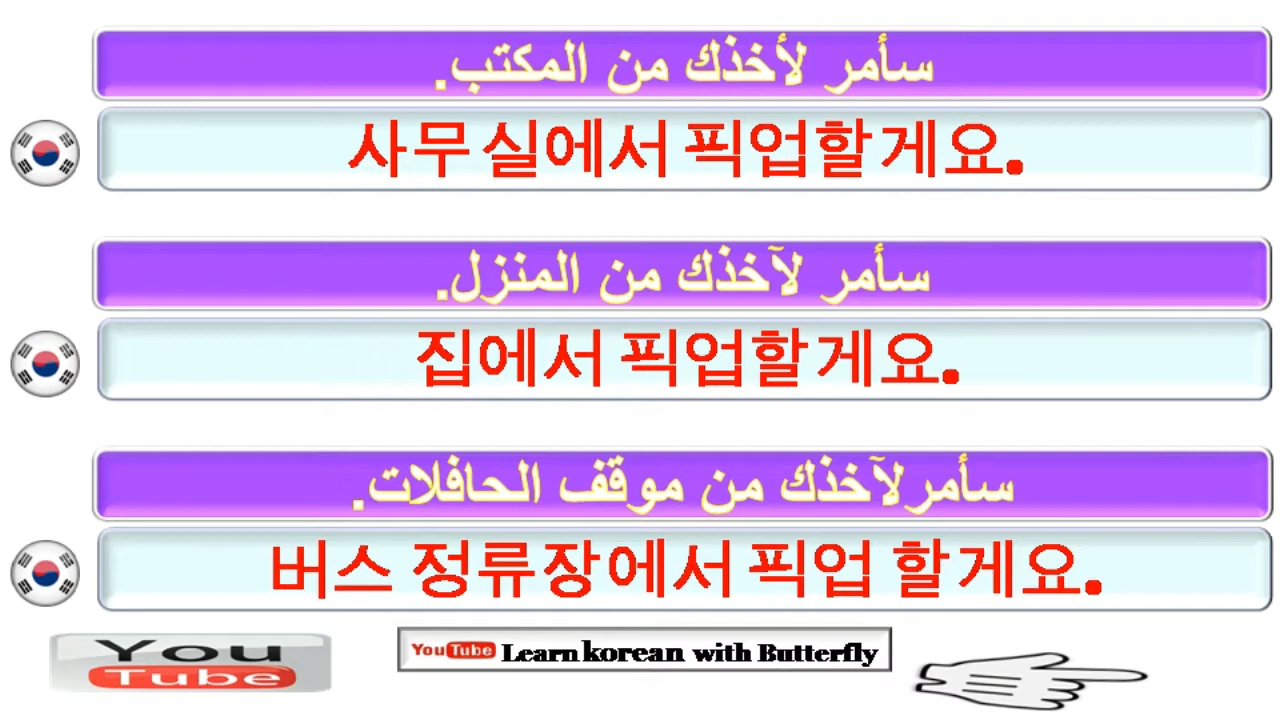 سأمر لأخذك من المكتب.
사무실에서 픽업할게요.
سأمر لآخذك من المنزل.
집에서 픽업할게요.
سأمرلآخذك من موقف الحافلات.
버스 정류장에서 픽업 할게요.
You
Tube
YouTube Learn korean with Butterfly